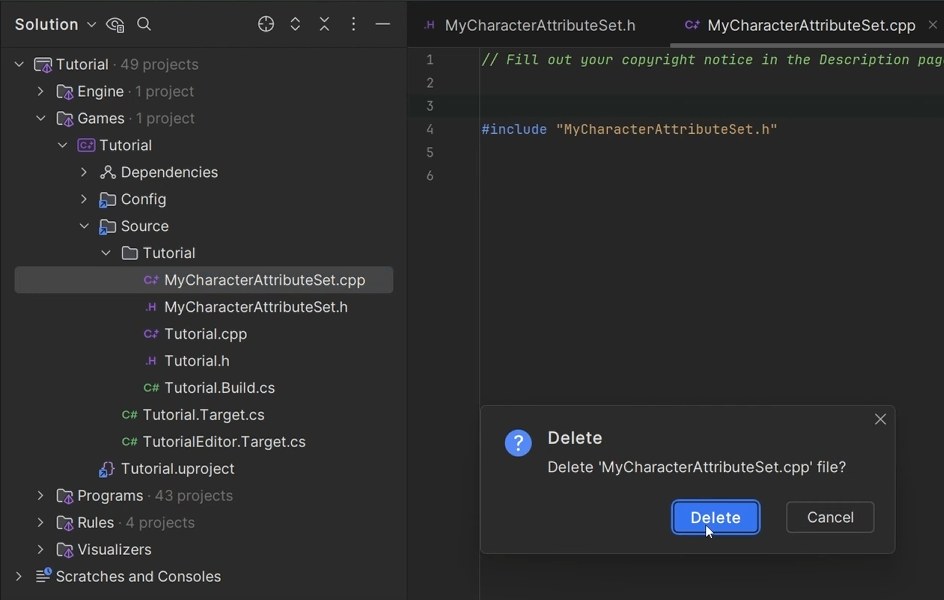 Solution
Tutorial · 49 projects
Engine · 1 project
Games · 1 project
C++ Tutorial
Dependencies
Config
Source
Tutorial
C++ MyCharacterAttributeSet.cpp
.H MyCharacterAttributeSet.h
C++ Tutorial.cpp
.H Tutorial.h
C# Tutorial.Build.cs
C# Tutorial.Target.cs
C# TutorialEditor.Target.cs
Tutorial.uproject
Programs · 43 projects
Rules · 4 projects
Visualizers
Scratches and Consoles
.H MyCharacterAttributeSet.h
C++ MyCharacterAttributeSet.cpp
1 // Fill out your copyright notice in the Description pag
2
3
4 #include "MyCharacterAttributeSet.h"
5
6
?
Delete
Delete 'MyCharacterAttributeSet.cpp' file?
Delete
Cancel